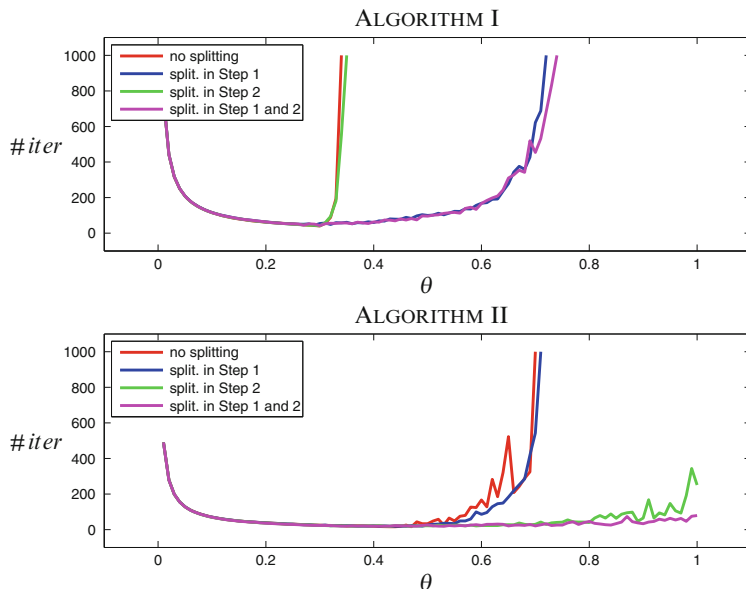 ALGORITHM I
1000
800
600
400
200
0
#iter
no splitting
split. in Step 1
split. in Step 2
split. in Step 1 and 2
0 0.2 0.4 0.6 0.8 1
θ
ALGORITHM II
1000
800
600
400
200
0
#iter
no splitting
split. in Step 1
split. in Step 2
split. in Step 1 and 2
0 0.2 0.4 0.6 0.8 1
θ